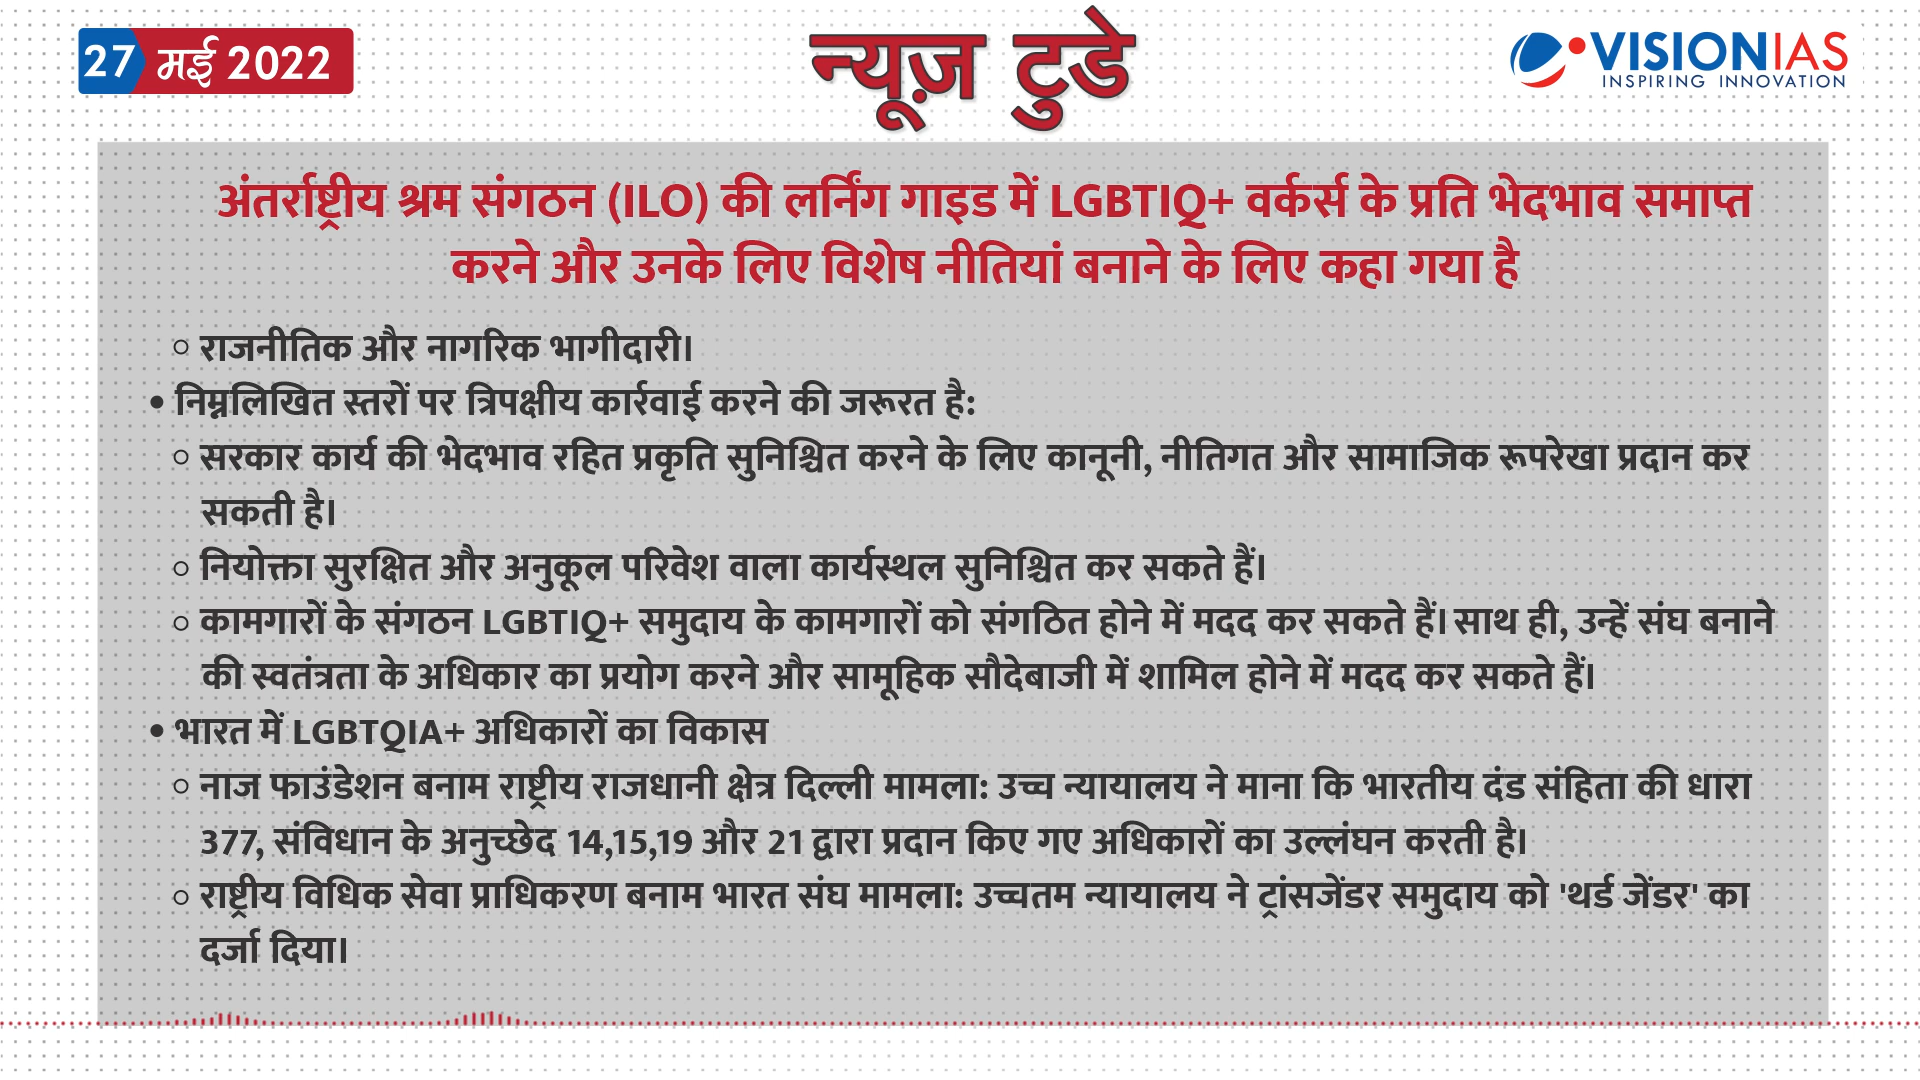 27 मई 2022
न्यूज़ टुडे
VISIONIAS
INSPIRING INNOVATION
अंतर्राष्ट्रीय श्रम संगठन (ILO) की लर्निंग गाइड में LGBTIQ+ वर्कर्स के प्रति भेदभाव समाप्त
करने और उनके लिए विशेष नीतियां बनाने के लिए कहा गया है
○ राजनीतिक और नागरिक भागीदारी।
• निम्नलिखित स्तरों पर त्रिपक्षीय कार्रवाई करने की जरूरत है:
○ सरकार कार्य की भेदभाव रहित प्रकृति सुनिश्चित करने के लिए कानूनी, नीतिगत और सामाजिक रूपरेखा प्रदान कर
सकती है।
○ नियोक्ता सुरक्षित और अनुकूल परिवेश वाला कार्यस्थल सुनिश्चित कर सकते हैं।
○ कामगारों के संगठन LGBTIQ+ समुदाय के कामगारों को संगठित होने में मदद कर सकते हैं। साथ ही, उन्हें संघ बनाने
की स्वतंत्रता के अधिकार का प्रयोग करने और सामूहिक सौदेबाजी में शामिल होने में मदद कर सकते हैं।
• भारत में LGBTQIA+ अधिकारों का विकास
○ नाज फाउंडेशन बनाम राष्ट्रीय राजधानी क्षेत्र दिल्ली मामला: उच्च न्यायालय ने माना कि भारतीय दंड संहिता की धारा
377, संविधान के अनुच्छेद 14,15,19 और 21 द्वारा प्रदान किए गए अधिकारों का उल्लंघन करती है।
○ राष्ट्रीय विधिक सेवा प्राधिकरण बनाम भारत संघ मामला: उच्चतम न्यायालय ने ट्रांसजेंडर समुदाय को 'थर्ड जेंडर' का
दर्जा दिया।